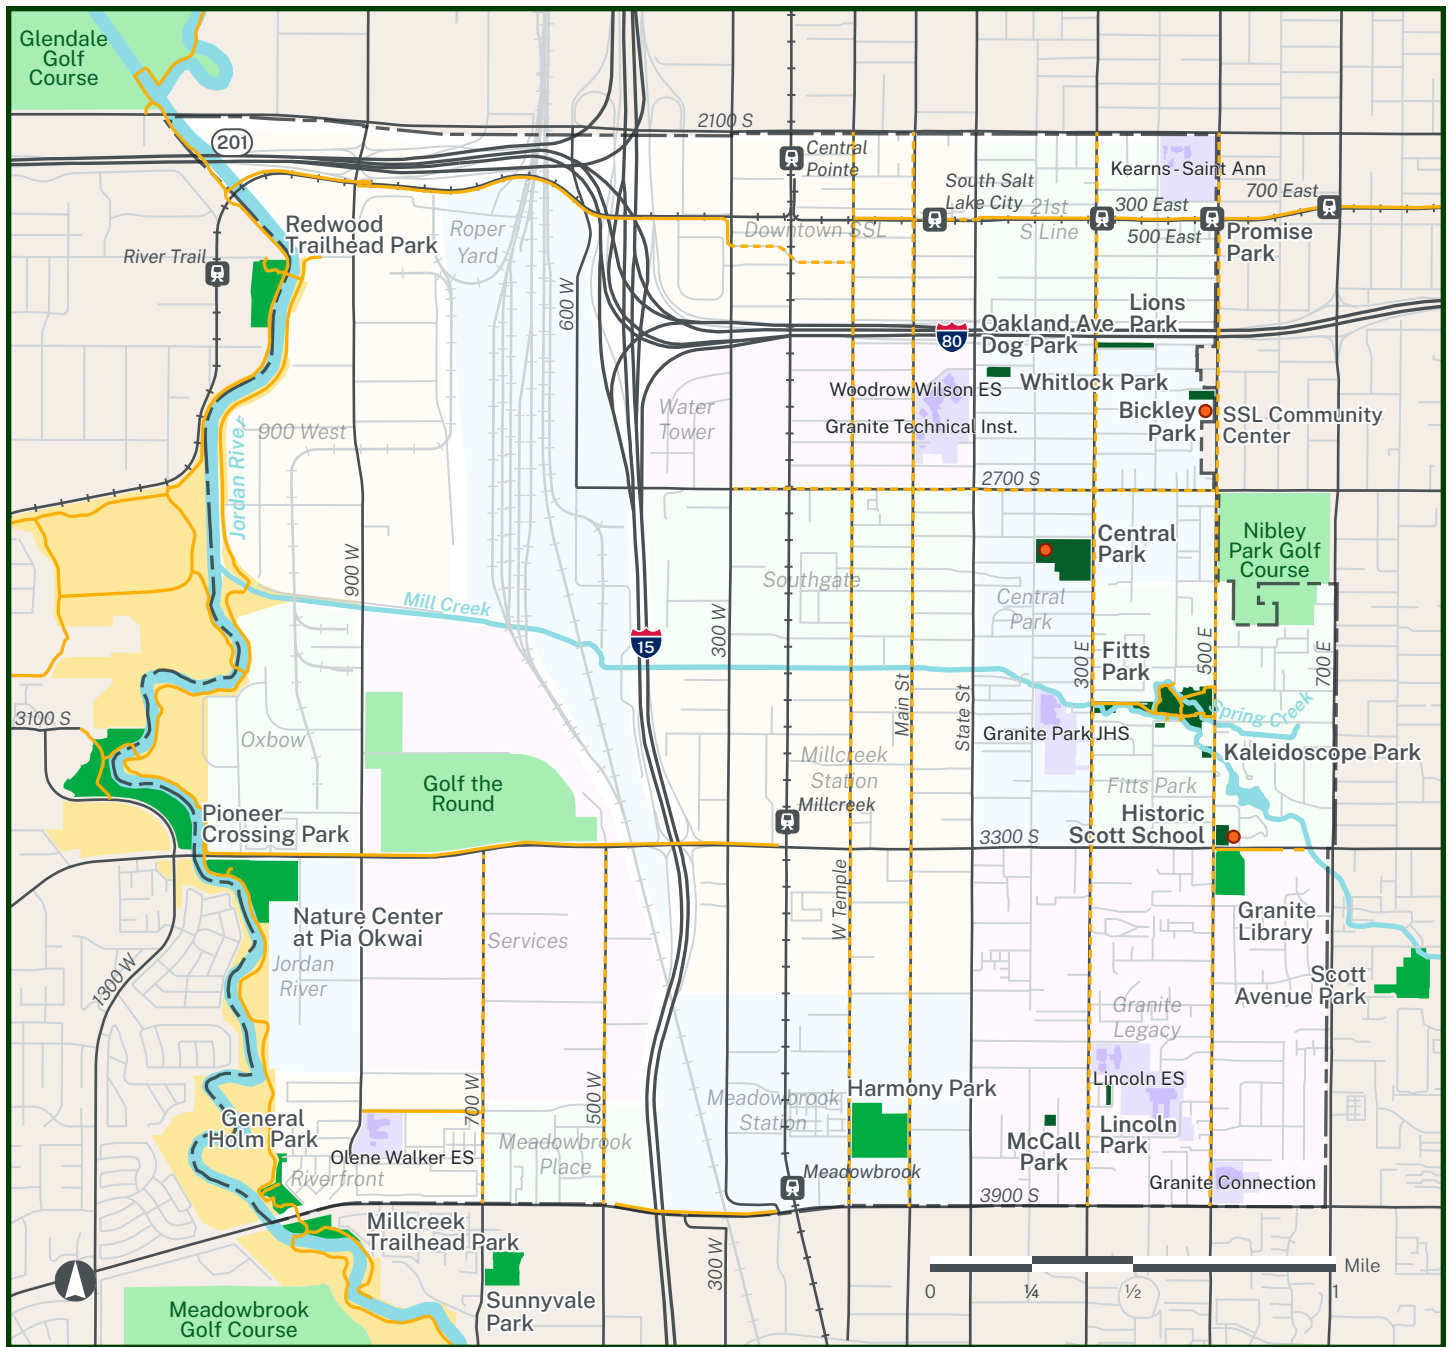 Glendale
Golf
Course
2100 S
201
Central
Pointe
Kearns-Saint Ann
South Salt
Lake City
700 East
21st
S Line
300 East
500 East
Redwood
Trailhead Park
Roper
Yard
Downtown SSL
Promise
Park
River Trail
600 W
Lions
Park
80
Oakland Ave
Dog Park
Woodrow Wilson ES
Whitlock Park
Water
Tower
Bickley
Park
SSL Community
Center
Granite Technical Inst.
900 West
Jordan River
2700 S
Central
Park
Nibley
Park Golf
Course
900 W
Mill Creek
Southgate
Central
Park
15
300 W
300 E
Fitts
Park
500 E
700 E
Main St
State St
Spring Creek
3100 S
Oxbow
Granite Park JHS
Millcreek
Station
Kaleidoscope Park
Golf the
Round
Fitts Park
Millcreek
Pioneer
Crossing Park
Historic
Scott School
3300 S
W Temple
Nature Center
at Pia Okwai
Services
Granite
Library
Jordan
River
1300 W
Scott
Avenue Park
Granite
Legacy
Lincoln ES
700 W
500 W
Harmony Park
Meadowbrook
Station
General
Holm Park
Lincoln
Park
McCall
Park
Meadowbrook
Place
Olene Walker ES
Riverfront
Meadowbrook
Granite Connection
3900 S
Millcreek
Trailhead Park
300 W
Mile
0
¼
½
1
Sunnyvale
Park
Meadowbrook
Golf Course